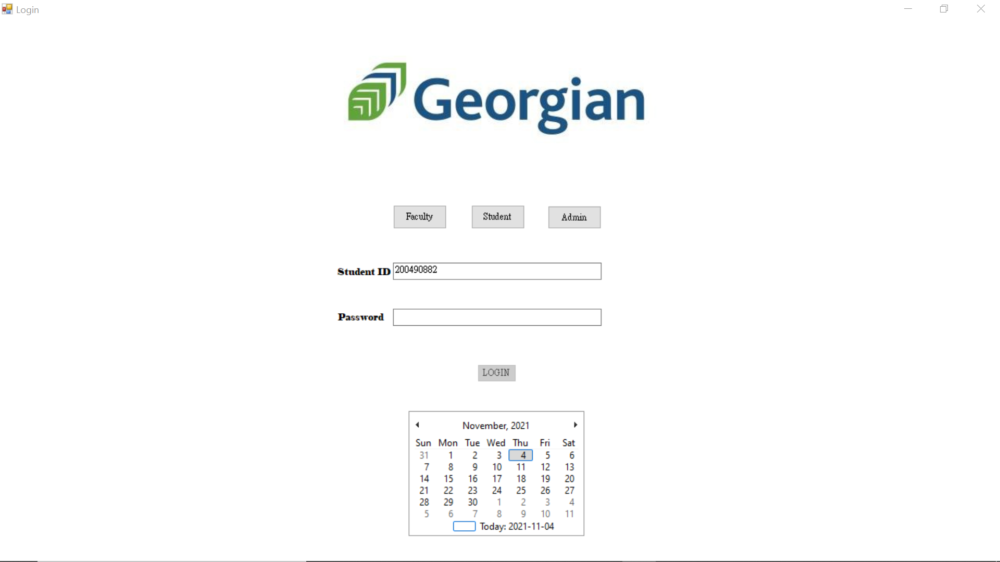 Login
Georgian
Faculty Student Admin
Student ID 200490882
Password
LOGIN
November, 2021
Sun Mon Tue Wed Thu Fri Sat
31 1 2 3 4 5 6
7 8 9 10 11 12 13
14 15 16 17 18 19 20
21 22 23 24 25 26 27
28 29 30 1 2 3 4
5 6 7 8 9 10 11
Today: 2021-11-04